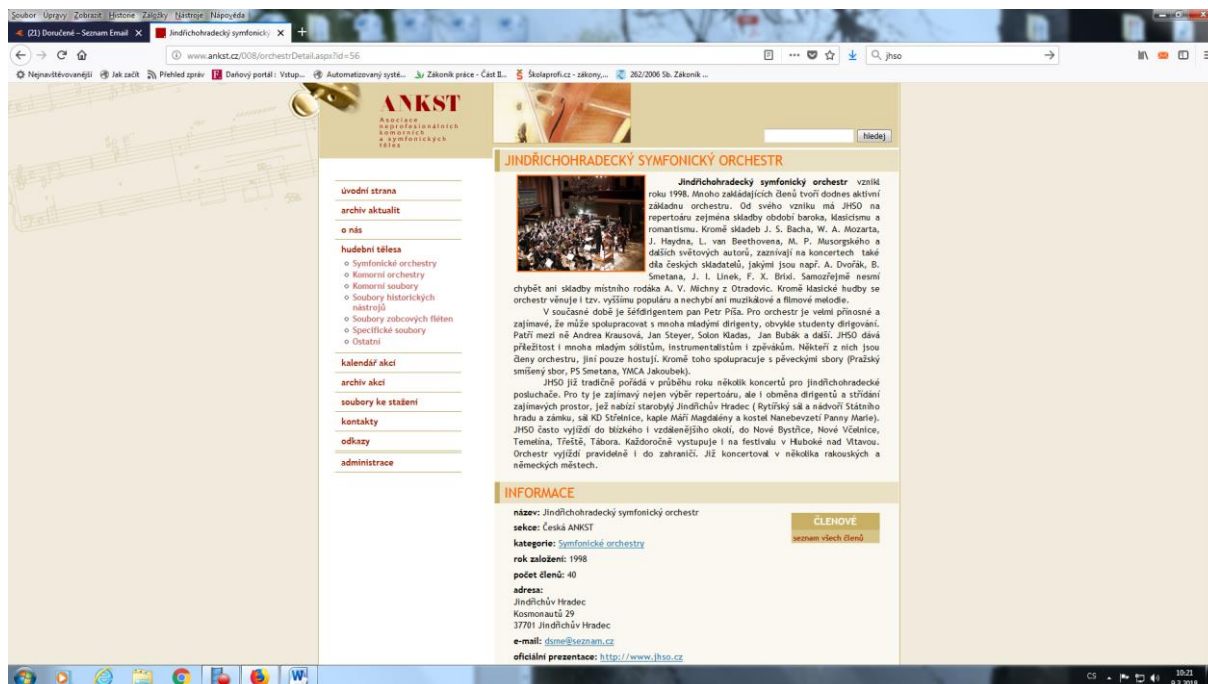 Soubor Úpravy Zobrazit Historie Záložky Nástroje Nápověda
(21) Doručené – Seznam Email × Jindřichohradecký symfonický × +
www.ankst.cz/008/orchestrDetail.aspx?id=56
jhso
Nejnavštěvovanější Jak začít Přehled zpráv Daňový portál: Vstup... Automatizovaný systé... Zákoník práce - Část II... Školaprofi.cz - zákony,... 262/2006 Sb. Zákoník ...
ANKST
Asociace
neprofesionálních
komorních
a symfonických
těles
hledej
úvodní strana
archiv aktualit
o nás
hudební tělesa
Symfonické orchestry
Komorní orchestry
Komorní soubory
Soubory historických
nástrojů
Soubory zobcových fléten
Specifické soubory
Ostatní
kalendář akcí
archiv akcí
soubory ke stažení
kontakty
odkazy
administrace
JINDŘICHOHRADECKÝ SYMFONICKÝ ORCHESTR
Jindřichohradecký symfonický orchestr vznikl
roku 1998. Mnoho zakládajících členů tvoří dodnes aktivní
základnu orchestru. Od svého vzniku má JHSO na
repertoáru zejména skladby období baroka, klasicismu a
romantismu. Kromě skladeb J. S. Bacha, W. A. Mozarta,
J. Haydna, L. van Beethovena, M. P. Musorgského a
dalších světových autorů, zaznívají na koncertech také
díla českých skladatelů, jakými jsou např. A. Dvořák, B.
Smetana, J. I. Linek, F. X. Brixi. Samozřejmě nesmí
chybět ani skladby místního rodáka A. V. Michny z Otradovic. Kromě klasické hudby se
orchestr věnuje i tzv. vyššímu populáru a nechybí ani muzikálové a filmové melodie.
V současné době je šéfdirigentem pan Petr Píša. Pro orchestr je velmi přínosné a
zajímavé, že může spolupracovat s mnoha mladými dirigenty, obvykle studenty dirigování.
Patří mezi ně Andrea Krausová, Jan Steyer, Solon Kladas, Jan Bubák a další. JHSO dává
příležitost i mnoha mladým sólistům, instrumentalistům i zpěvákům. Někteří z nich jsou
členy orchestru, jiní pouze hostují. Kromě toho spolupracuje s pěveckými sbory (Pražský
smíšený sbor, PS Smetana, YMCA Jakoubek).
JHSO již tradičně pořádá v průběhu roku několik koncertů pro jindřichohradecké
posluchače. Pro ty je zajímavý nejen výběr repertoáru, ale i obměna dirigentů a střídání
zajímavých prostor, jež nabízí starobylý Jindřichův Hradec ( Rytířský sál a nádvoří Státního
hradu a zámku, sál KD Střelnice, kaple Máří Magdalény a kostel Nanebevzetí Panny Marie).
JHSO často vyjíždí do blízkého i vzdálenějšího okolí, do Nové Bystřice, Nové Včelnice,
Temelína, Třeště, Tábora. Každoročně vystupuje i na festivalu v Hluboké nad Vltavou.
Orchestr vyjíždí pravidelně i do zahraničí. Již koncertoval v několika rakouských a
německých městech.
INFORMACE
název: Jindřichohradecký symfonický orchestr
sekce: Česká ANKST
kategorie: Symfonické orchestry
rok založení: 1998
počet členů: 40
adresa:
Jindřichův Hradec
Kosmonautů 29
37701 Jindřichův Hradec
e-mail: dsme@seznam.cz
oficiální prezentace: http://www.jhso.cz
ČLENOVÉ
seznam všech členů
CS
10:21
9.3.2018